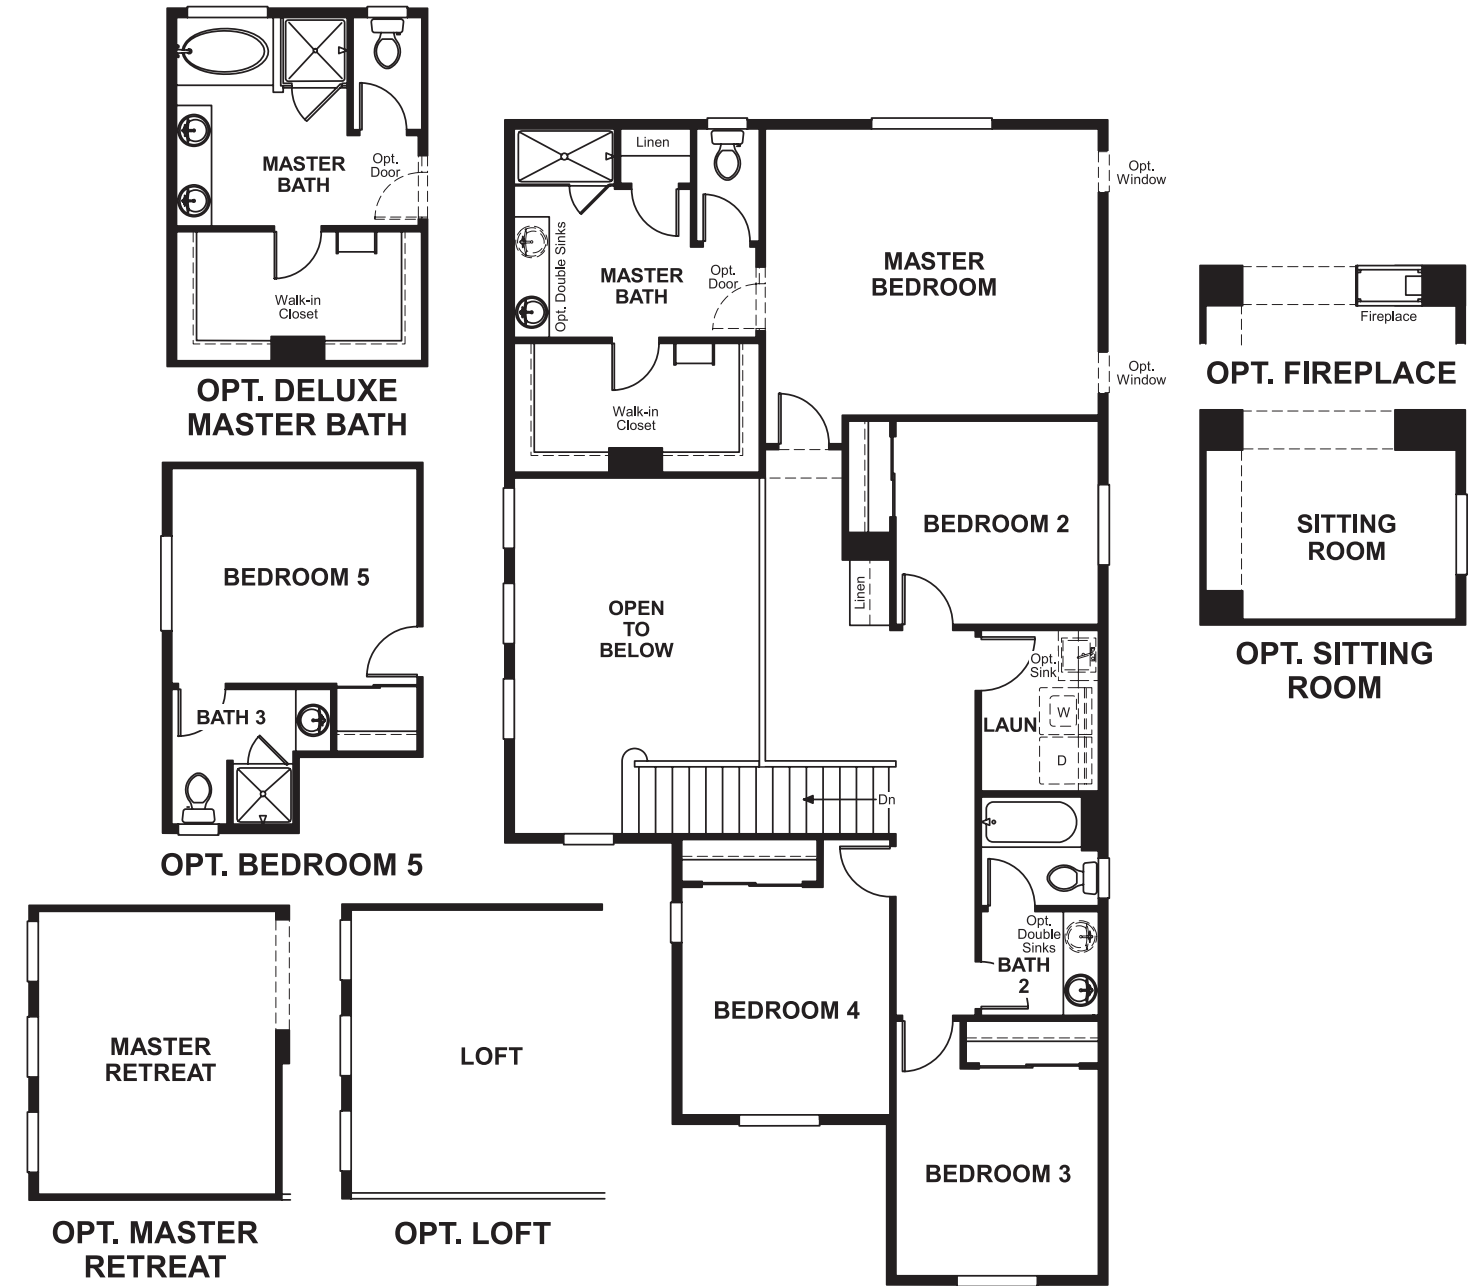 MASTER
BATH
Opt.
Door
Walk-in
Closet
OPT. DELUXE
MASTER BATH
BEDROOM 5
BATH 3
OPT. BEDROOM 5
MASTER
RETREAT
OPT. MASTER
RETREAT
LOFT
OPT. LOFT
Linen
Opt. Double Sinks
MASTER
BATH
Opt.
Door
Walk-in
Closet
MASTER
BEDROOM
Opt.
Window
Opt.
Window
BEDROOM 2
Linen
OPEN
TO
BELOW
Opt.
Sink
LAUN
W
D
Dn
Opt.
Double
Sinks
BATH
2
BEDROOM 4
BEDROOM 3
Fireplace
OPT. FIREPLACE
SITTING
ROOM
OPT. SITTING
ROOM